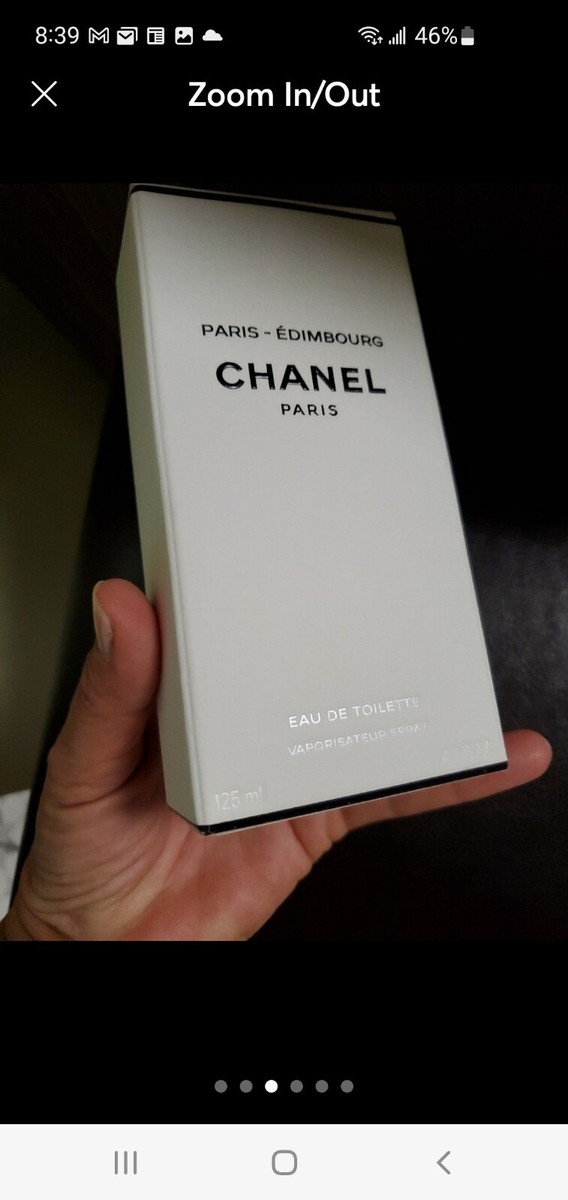 8:39
46%
Zoom In/Out
PARIS - ÉDIMBOURG
CHANEL
PARIS
EAU DE TOILETTE
VAPORISATEUR SPRAY
125 ml